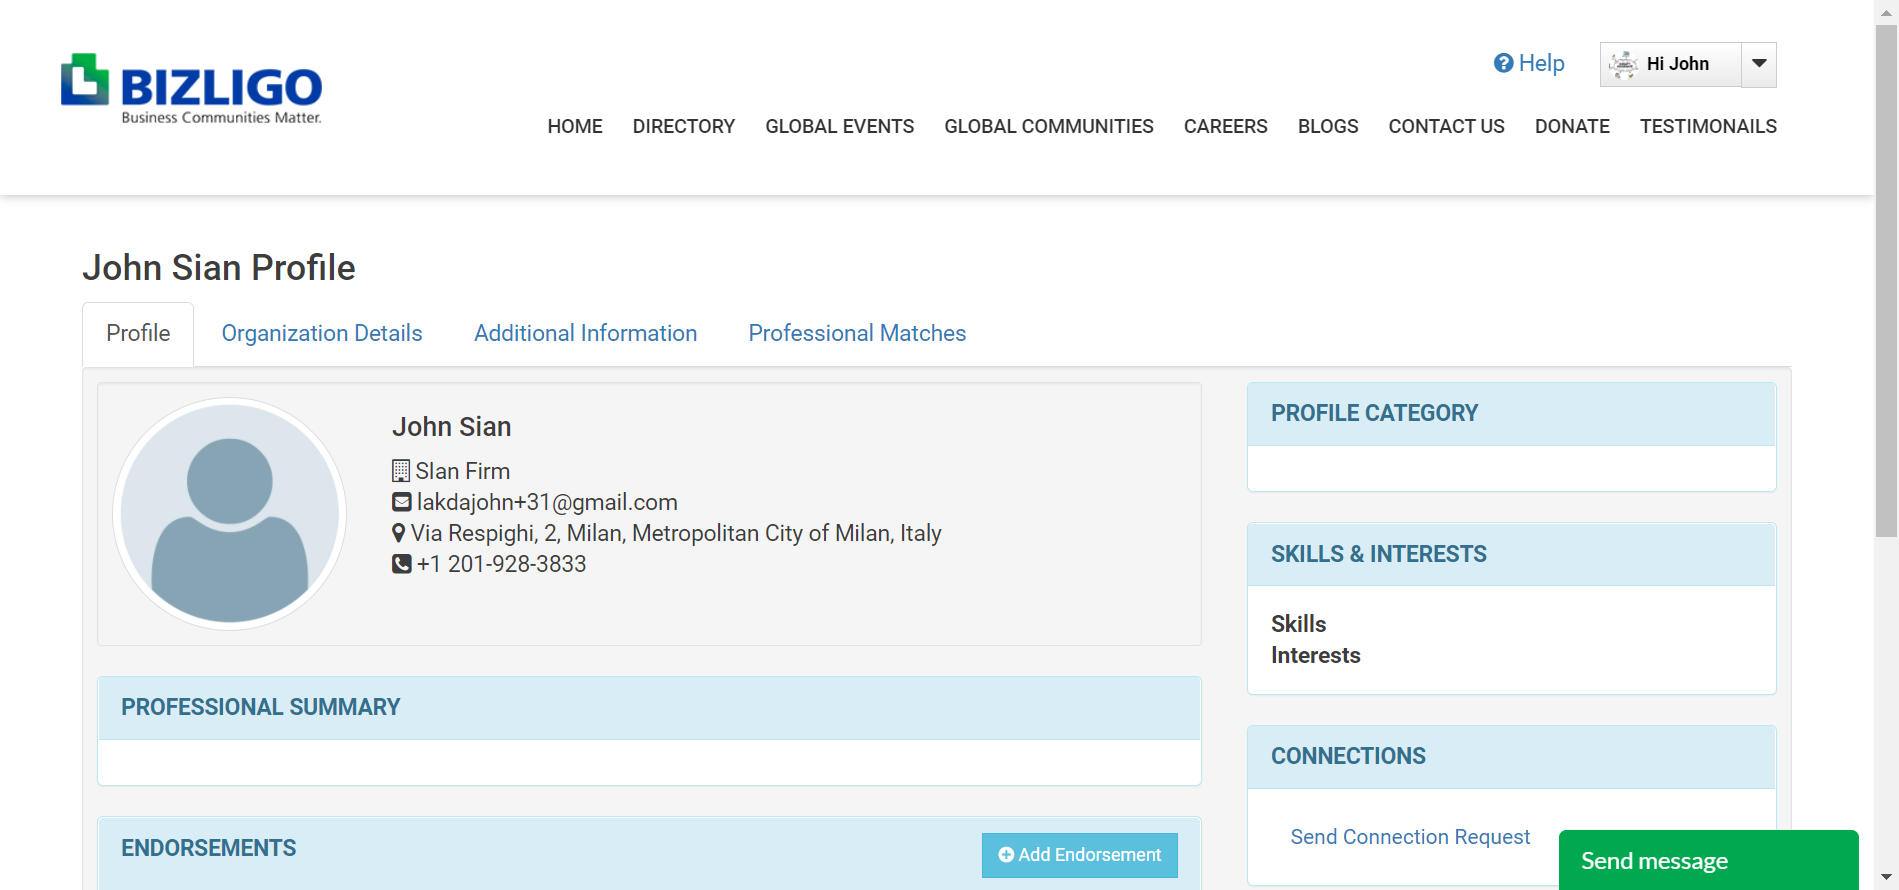 BIZLIGO
Business Communities Matter.
Help
Hi John
HOME DIRECTORY GLOBAL EVENTS GLOBAL COMMUNITIES CAREERS BLOGS CONTACT US DONATE TESTIMONAILS
John Sian Profile
Profile Organization Details Additional Information Professional Matches
John Sian
Slan Firm
lakdajohn+31@gmail.com
Via Respighi, 2, Milan, Metropolitan City of Milan, Italy
+1 201-928-3833
PROFESSIONAL SUMMARY
ENDORSEMENTS
Add Endorsement
PROFILE CATEGORY
SKILLS & INTERESTS
Skills
Interests
CONNECTIONS
Send Connection Request
Send message